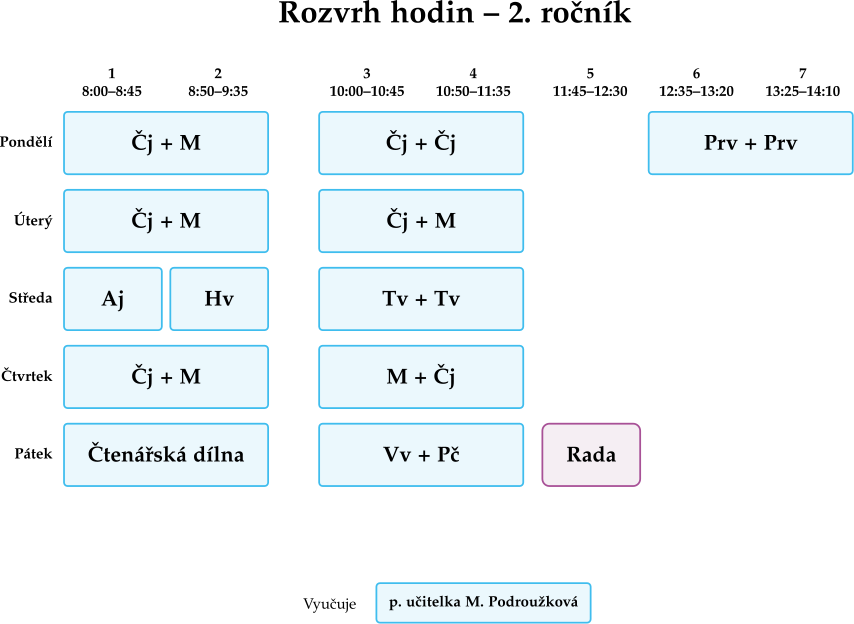 Rozvrh hodin – 2. ročník
1 2 3 4 5 6 7
8:00–8:45 8:50–9:35 10:00–10:45 10:50–11:35 11:45–12:30 12:35–13:20 13:25–14:10
Pondělí Čj + M Čj + Čj Prv + Prv
Úterý Čj + M Čj + M
Středa Aj Hv Tv + Tv
Čtvrtek Čj + M M + Čj
Pátek Čtenářská dílna Vv + Pč Rada
Vyučuje p. učitelka M. Podroužková